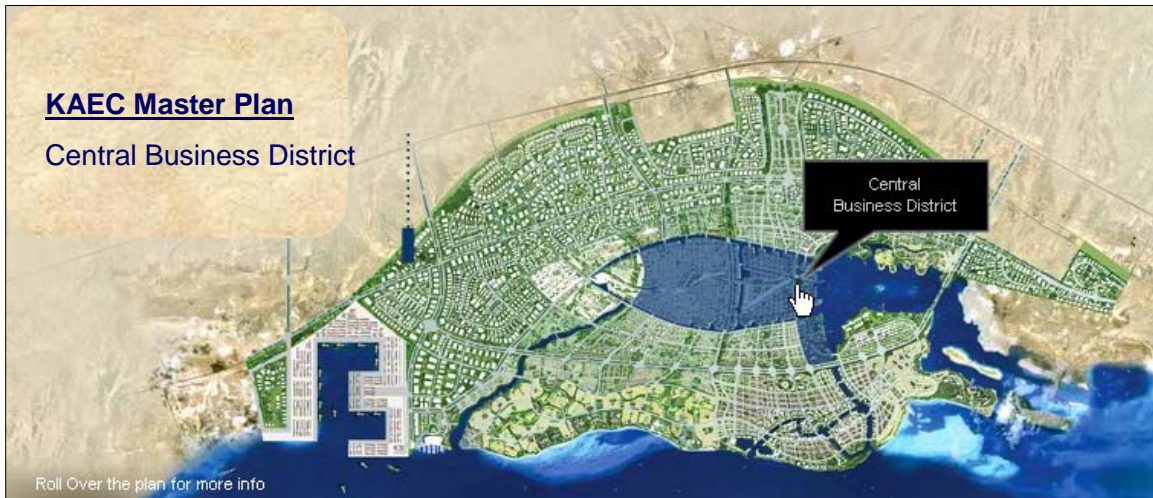 KAEC Master Plan
Central Business District
Central
Business District
Roll Over the plan for more info